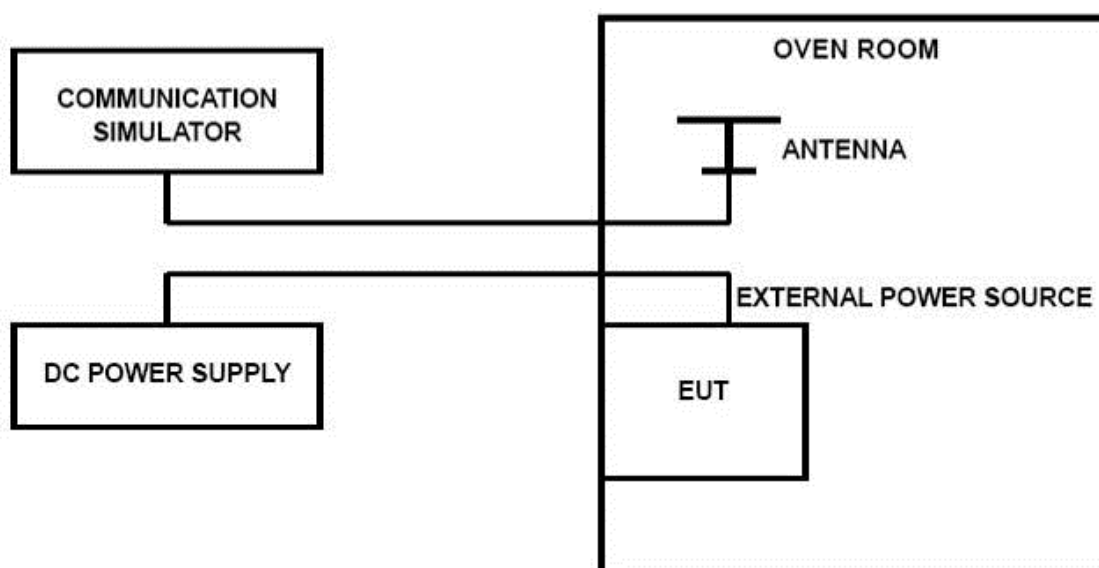 OVEN ROOM
COMMUNICATION
SIMULATOR
ANTENNA
EXTERNAL POWER SOURCE
DC POWER SUPPLY
EUT